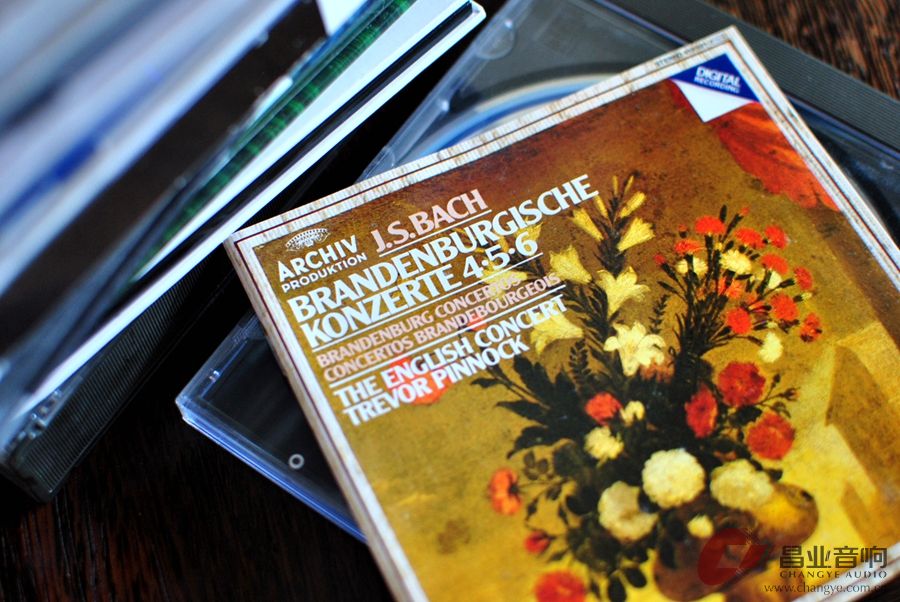 DIGITAL
RECORDING
ARCHIV
PRODUKTION
J.S.BACH
BRANDENBURGISCHE
KONZERTE 4·5·6
BRANDENBURG CONCERTOS
CONCERTOS BRANDEBOURGEOIS
THE ENGLISH CONCERT
TREVOR PINNOCK
昌业音响
CHANGYE AUDIO
www.changye.com.c